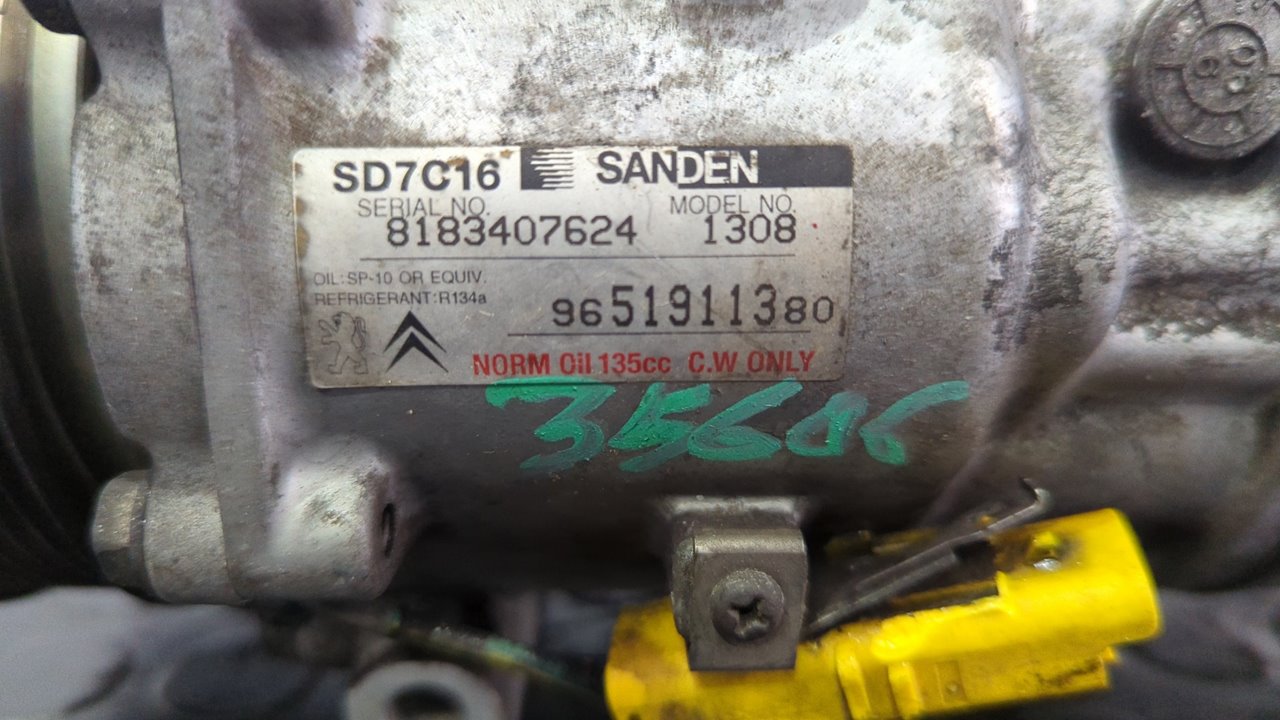 SD7C16 SANDEN
SERIAL NO. MODEL NO.
8183407624 1308
OIL:SP-10 OR EQUIV.
REFRIGERANT:R134a
9651911380
NORM Oil 135cc C.W ONLY